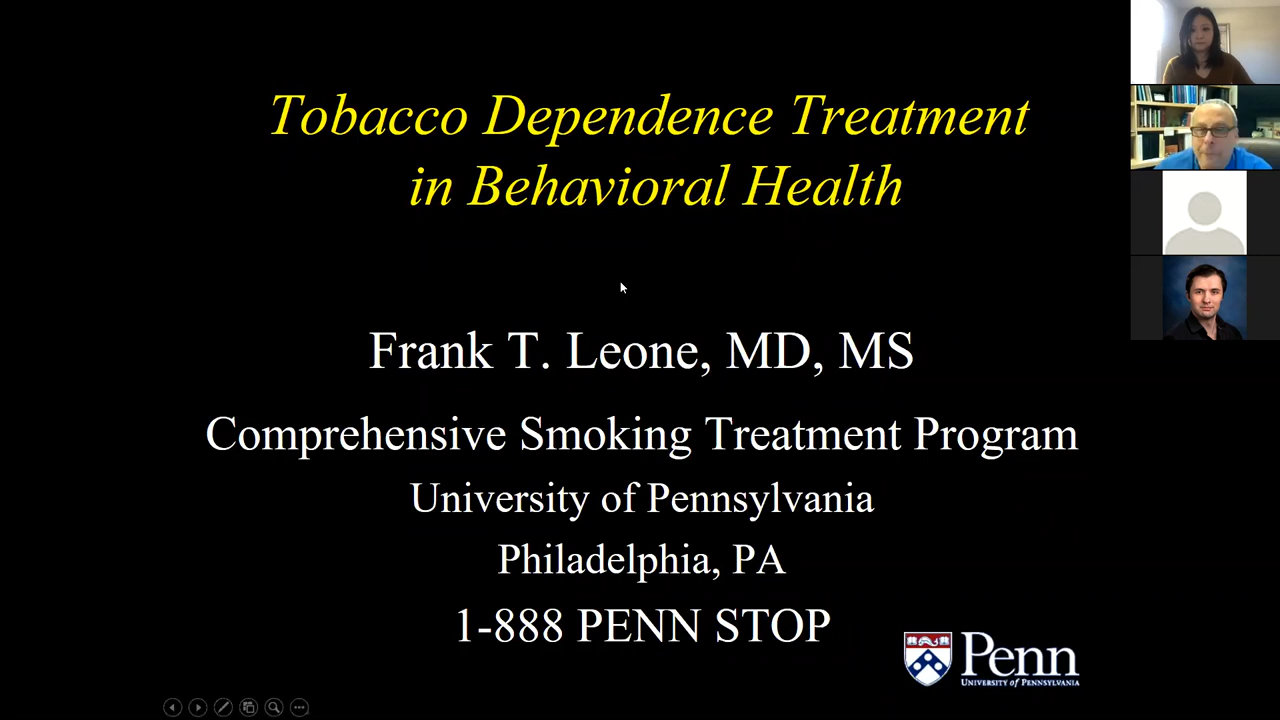 Tobacco Dependence Treatment
in Behavioral Health
Frank T. Leone, MD, MS
Comprehensive Smoking Treatment Program
University of Pennsylvania
Philadelphia, PA
1-888 PENN STOP
Penn
UNIVERSITY of PENNSYLVANIA